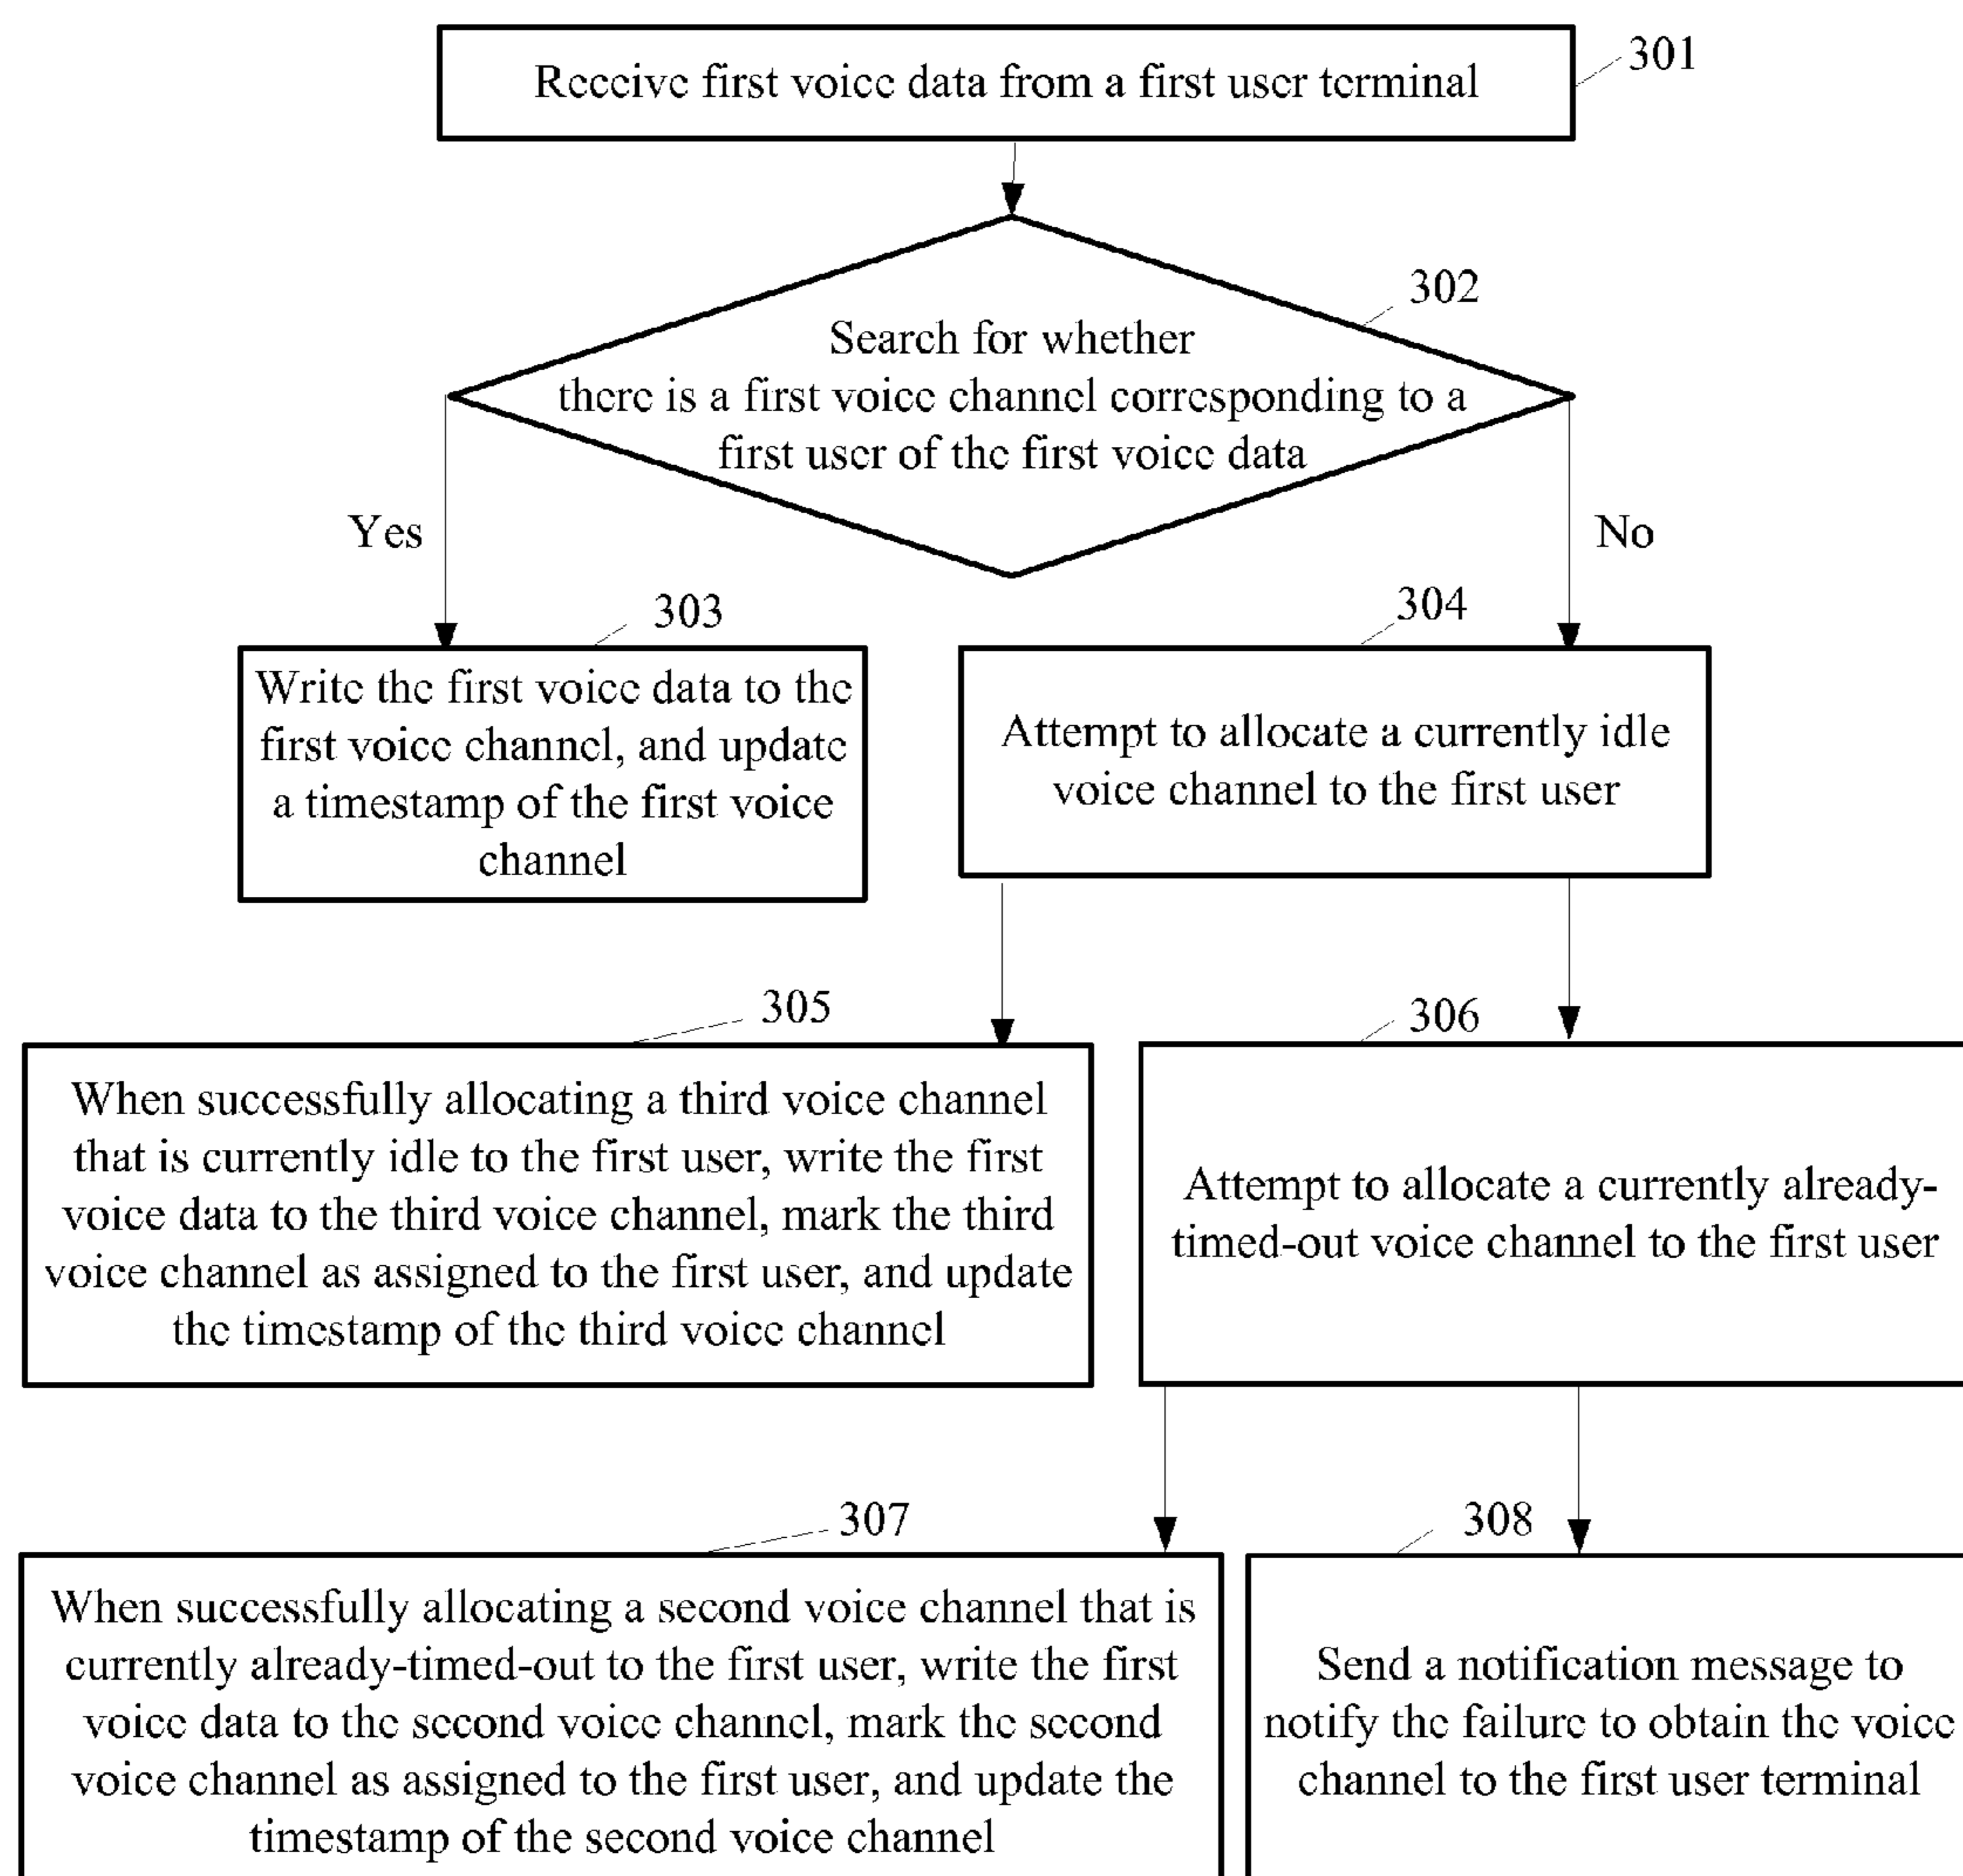 Receive first voice data from a first user terminal
301
302
Search for whether
there is a first voice channel corresponding to a
first user of the first voice data
Yes
No
303
304
Write the first voice data to the
first voice channel, and update
a timestamp of the first voice
channel
Attempt to allocate a currently idle
voice channel to the first user
305
306
When successfully allocating a third voice channel
that is currently idle to the first user, write the first
voice data to the third voice channel, mark the third
voice channel as assigned to the first user, and update
the timestamp of the third voice channel
Attempt to allocate a currently already-
timed-out voice channel to the first user
307
308
When successfully allocating a second voice channel that is
currently already-timed-out to the first user, write the first
voice data to the second voice channel, mark the second
voice channel as assigned to the first user, and update the
timestamp of the second voice channel
Send a notification message to
notify the failure to obtain the voice
channel to the first user terminal